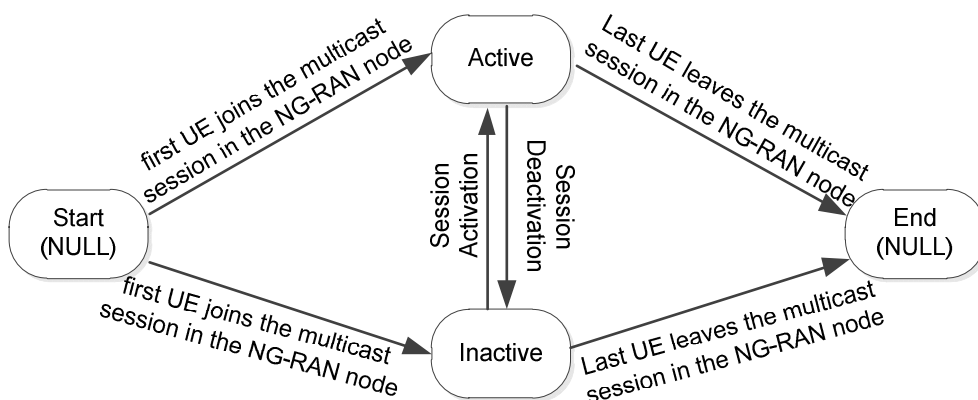 first UE joins the multicast
session in the NG-RAN node
Active
Last UE leaves the multicast
session in the NG-RAN node
Start
(NULL)
Session
Activation
Session
Deactivation
End
(NULL)
first UE joins the multicast
session in the NG-RAN node
Inactive
Last UE leaves the multicast
session in the NG-RAN node